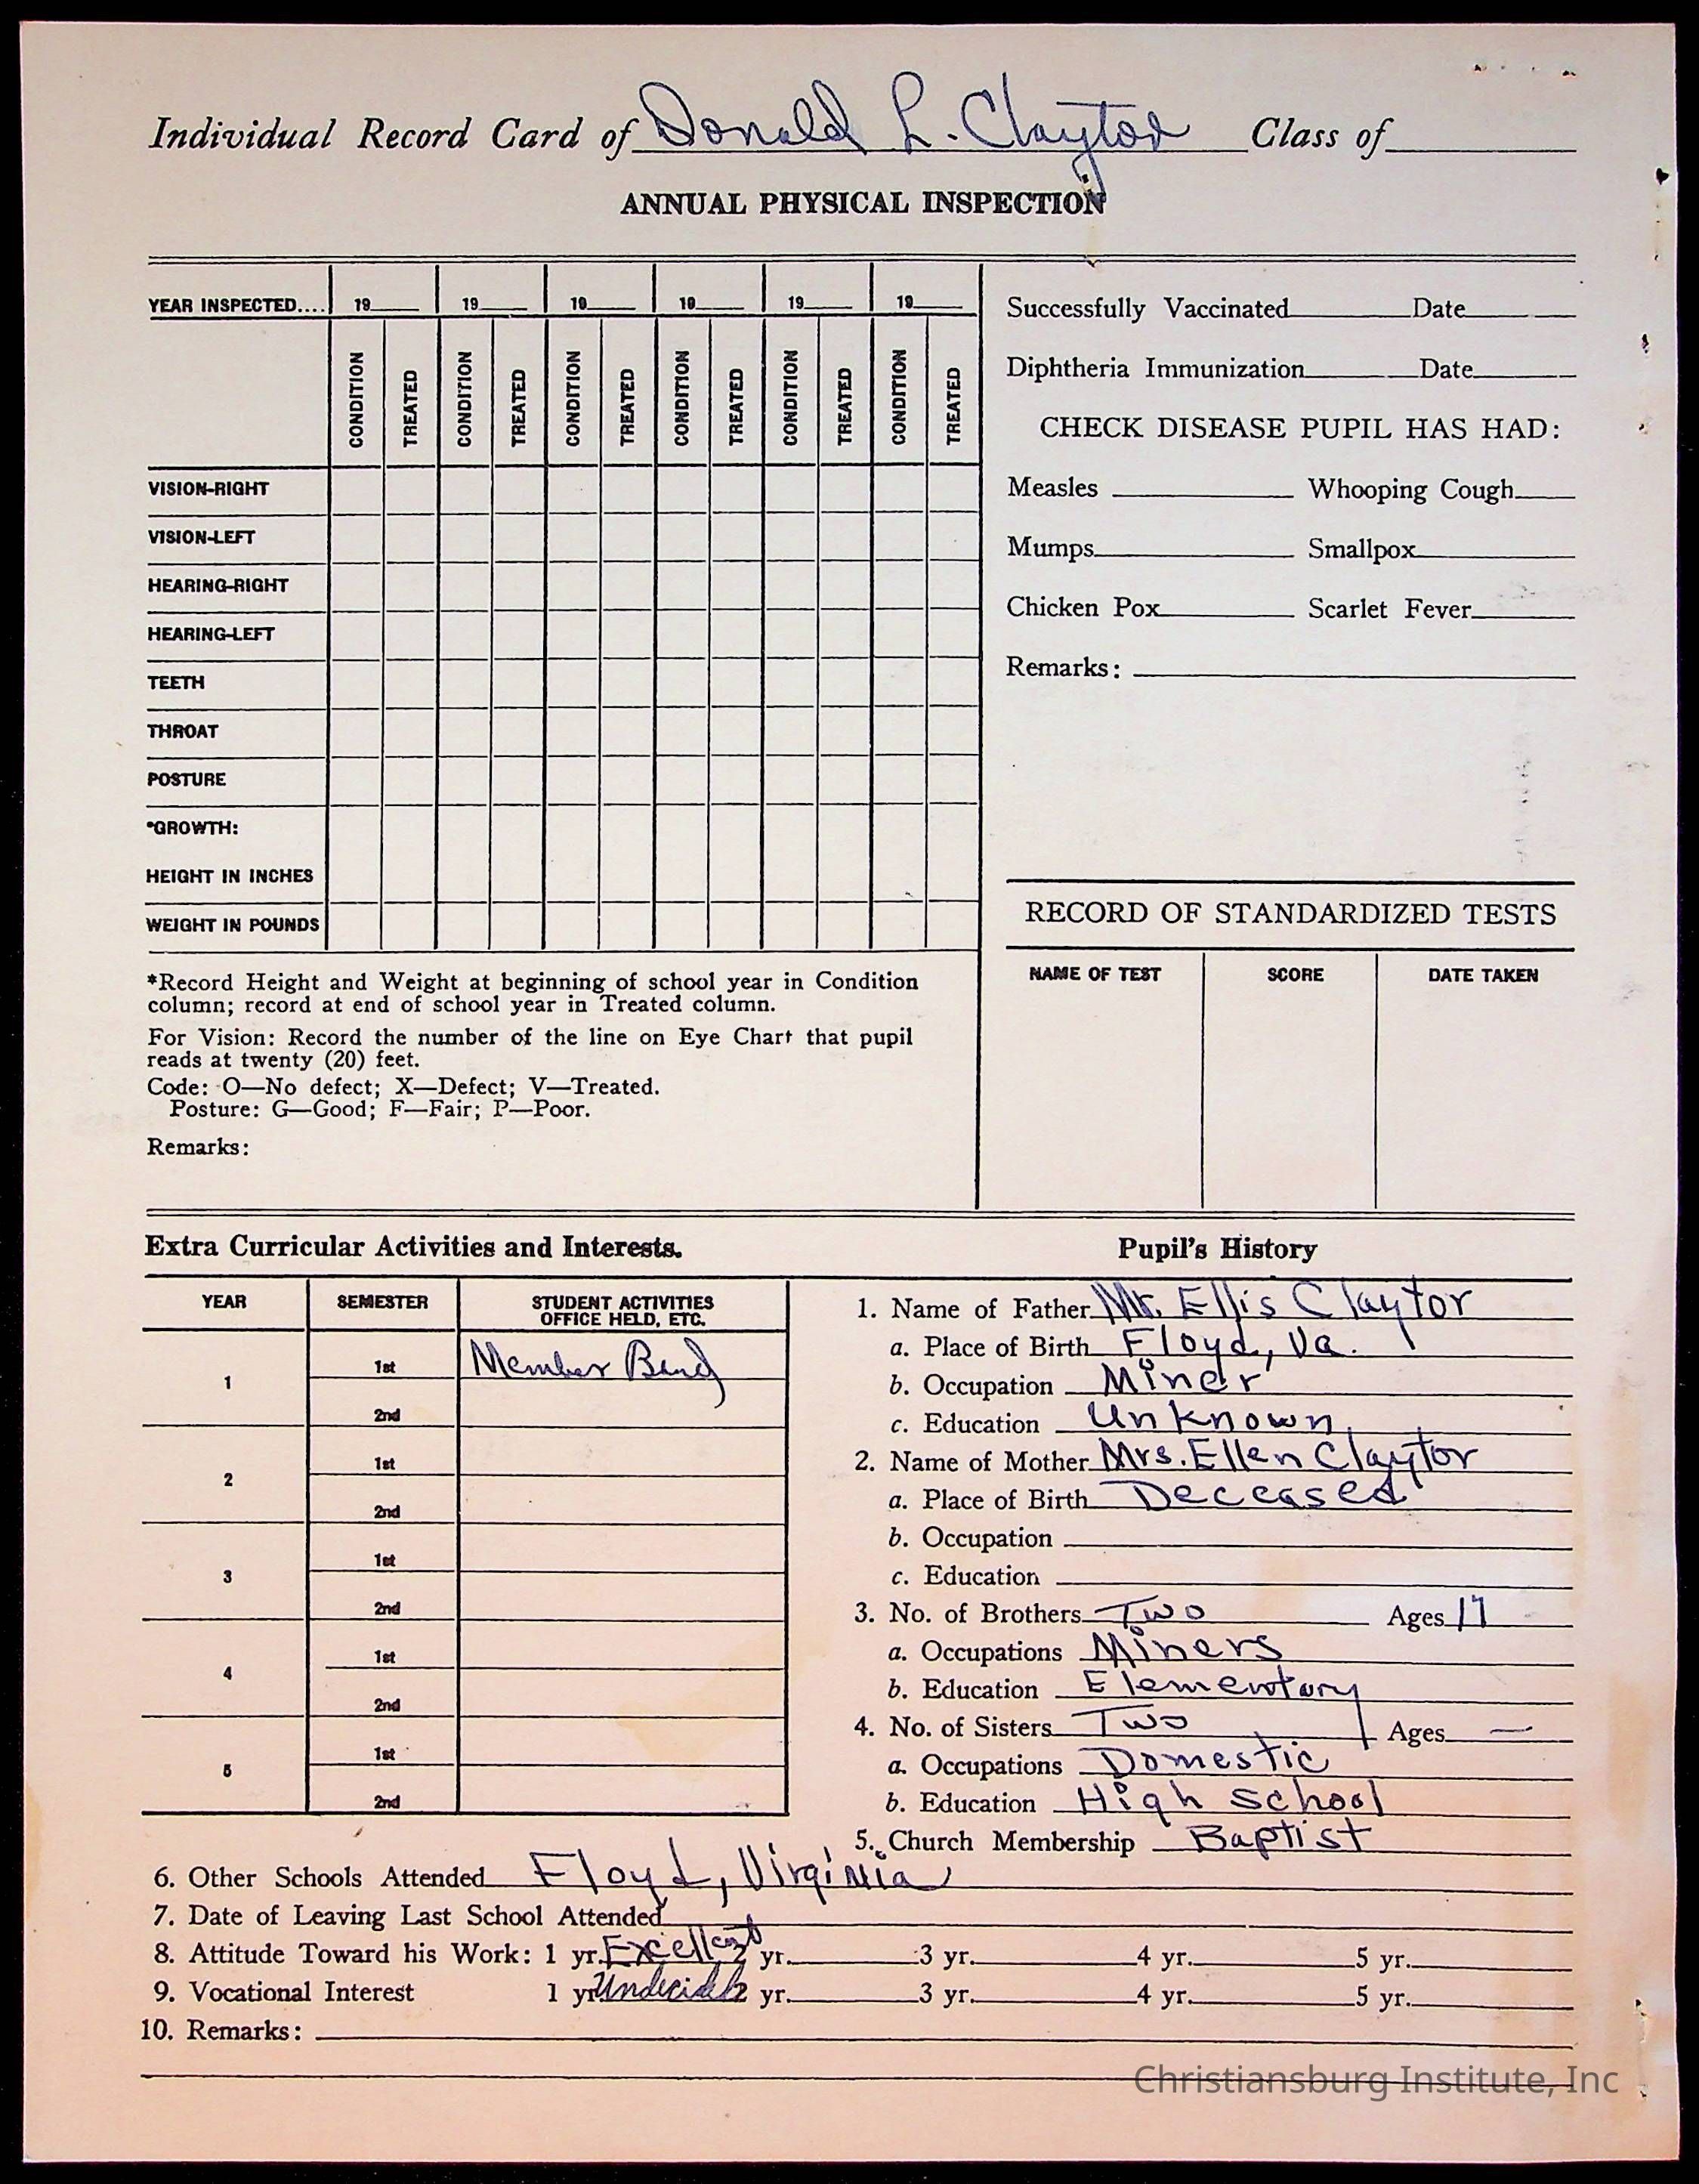 Individual Record Card of Donald L. Claytor Class of
ANNUAL PHYSICAL INSPECTION
YEAR INSPECTED.... 19 19 19 19 19 19
CONDITION TREATED CONDITION TREATED CONDITION TREATED CONDITION TREATED CONDITION TREATED CONDITION TREATED
VISION-RIGHT
VISION-LEFT
HEARING-RIGHT
HEARING-LEFT
TEETH
THROAT
POSTURE
*GROWTH:
HEIGHT IN INCHES
WEIGHT IN POUNDS
*Record Height and Weight at beginning of school year in Condition
column; record at end of school year in Treated column.
For Vision: Record the number of the line on Eye Chart that pupil
reads at twenty (20) feet.
Code: O—No defect; X—Defect; V—Treated.
Posture: G—Good; F—Fair; P—Poor.
Remarks:
Successfully Vaccinated Date
Diphtheria Immunization Date
CHECK DISEASE PUPIL HAS HAD:
Measles Whooping Cough
Mumps Smallpox
Chicken Pox Scarlet Fever
Remarks:
RECORD OF STANDARDIZED TESTS
NAME OF TEST SCORE DATE TAKEN
Extra Curricular Activities and Interests.
YEAR SEMESTER STUDENT ACTIVITIES
OFFICE HELD, ETC.
1 1st Member Band
2nd
2 1st
2nd
3 1st
2nd
4 1st
2nd
5 1st
2nd
Pupil's History
1. Name of Father Mr. Ellis Claytor
a. Place of Birth Floyd, Va.
b. Occupation Miner
c. Education Unknown
2. Name of Mother Mrs. Ellen Claytor
a. Place of Birth Deceased
b. Occupation
c. Education
3. No. of Brothers Two Ages 17
a. Occupations Miners
b. Education Elementary
4. No. of Sisters Two Ages —
a. Occupations Domestic
b. Education High School
5. Church Membership Baptist
6. Other Schools Attended Floyd, Virginia
7. Date of Leaving Last School Attended
8. Attitude Toward his Work: 1 yr. Excellent 2 yr. 3 yr. 4 yr. 5 yr.
9. Vocational Interest 1 yr Undecided 2 yr. 3 yr. 4 yr. 5 yr.
10. Remarks:
Christiansburg Institute, Inc